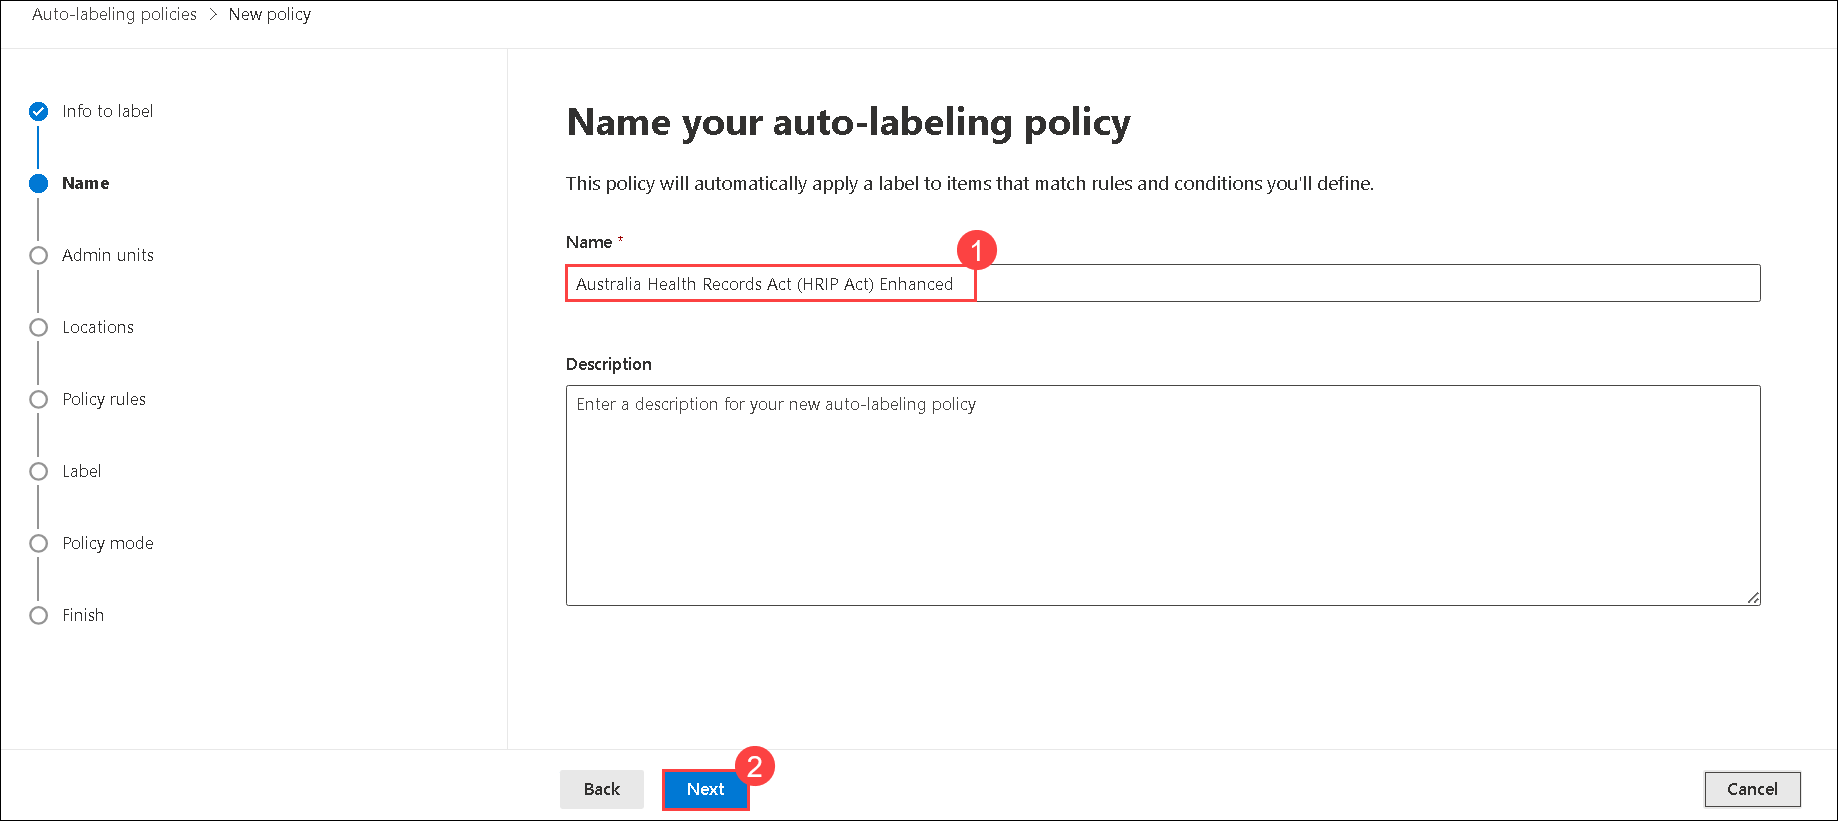 Auto-labeling policies > New policy
Info to label
Name
Admin units
Locations
Policy rules
Label
Policy mode
Finish
Name your auto-labeling policy
This policy will automatically apply a label to items that match rules and conditions you'll define.
Name *
1
Australia Health Records Act (HRIP Act) Enhanced
Description
Enter a description for your new auto-labeling policy
Back
Next
2
Cancel